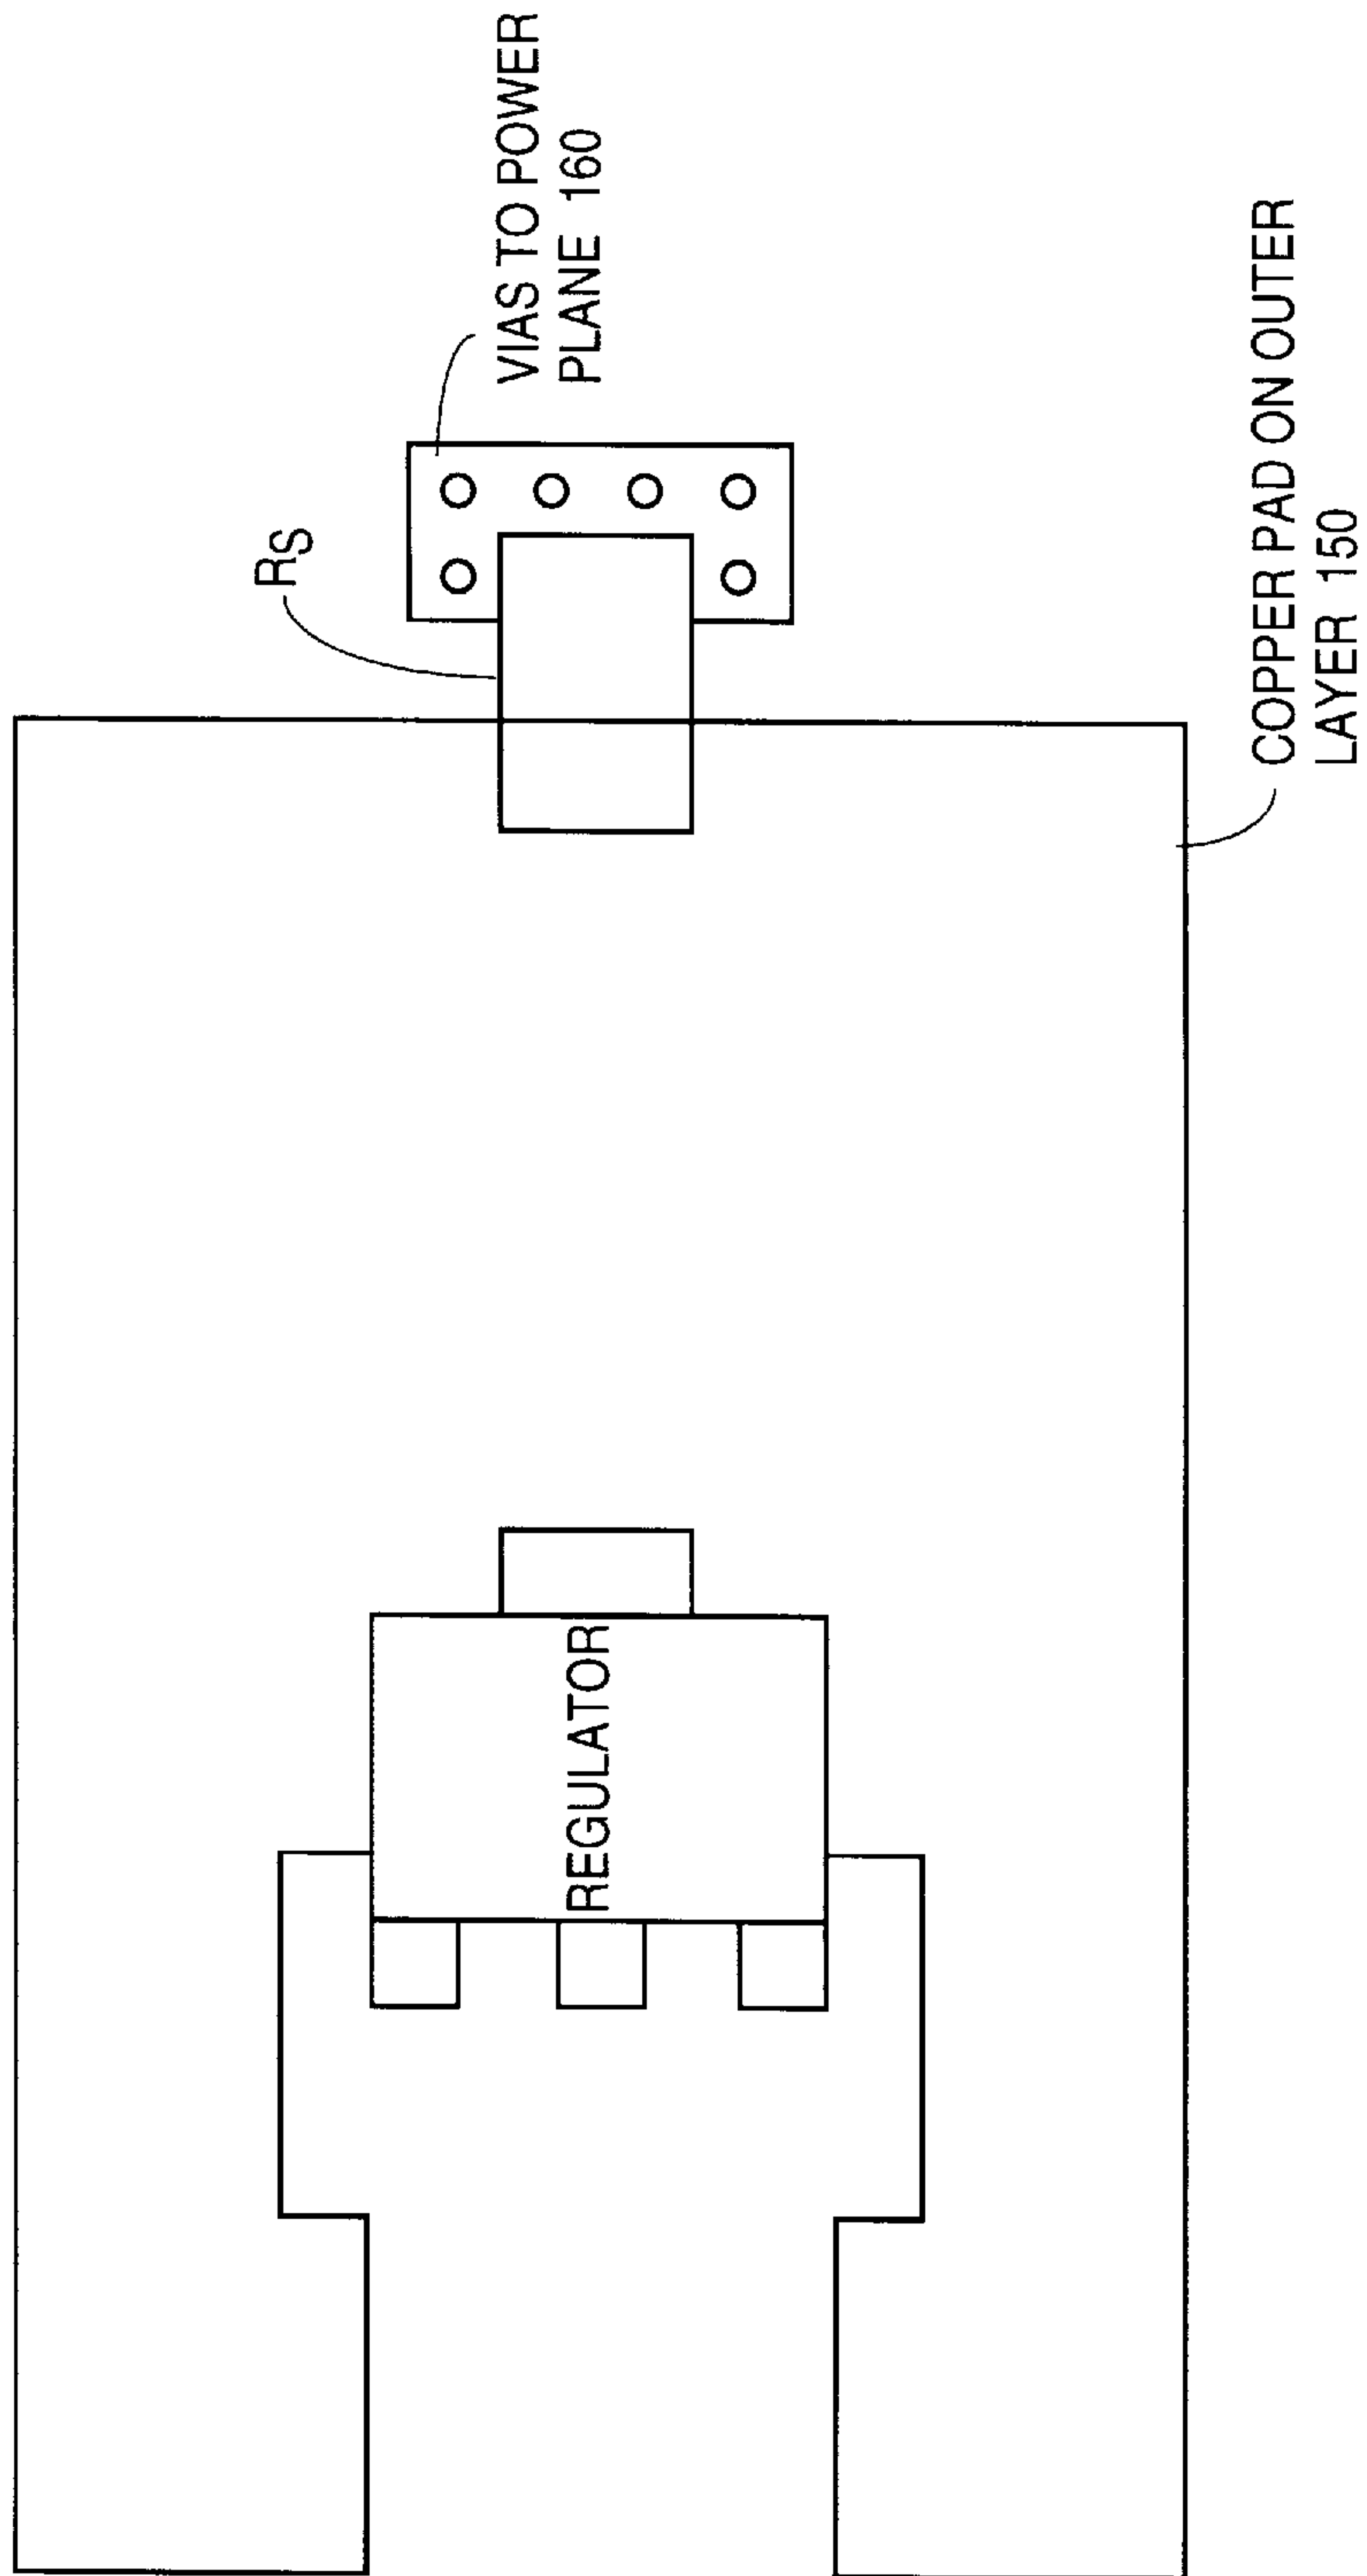 RS
VIAS TO POWER
PLANE 160
REGULATOR
COPPER PAD ON OUTER
LAYER 150